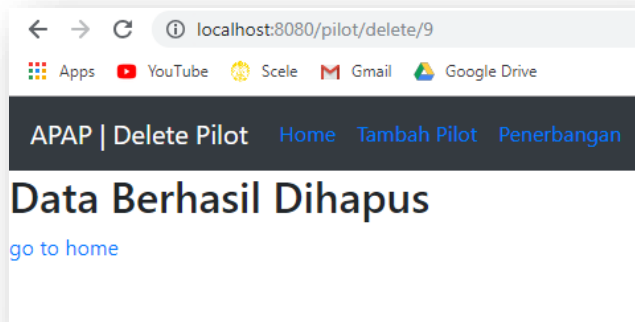 localhost:8080/pilot/delete/9
Apps YouTube Scele Gmail Google Drive
APAP | Delete Pilot Home Tambah Pilot Penerbangan
Data Berhasil Dihapus
go to home